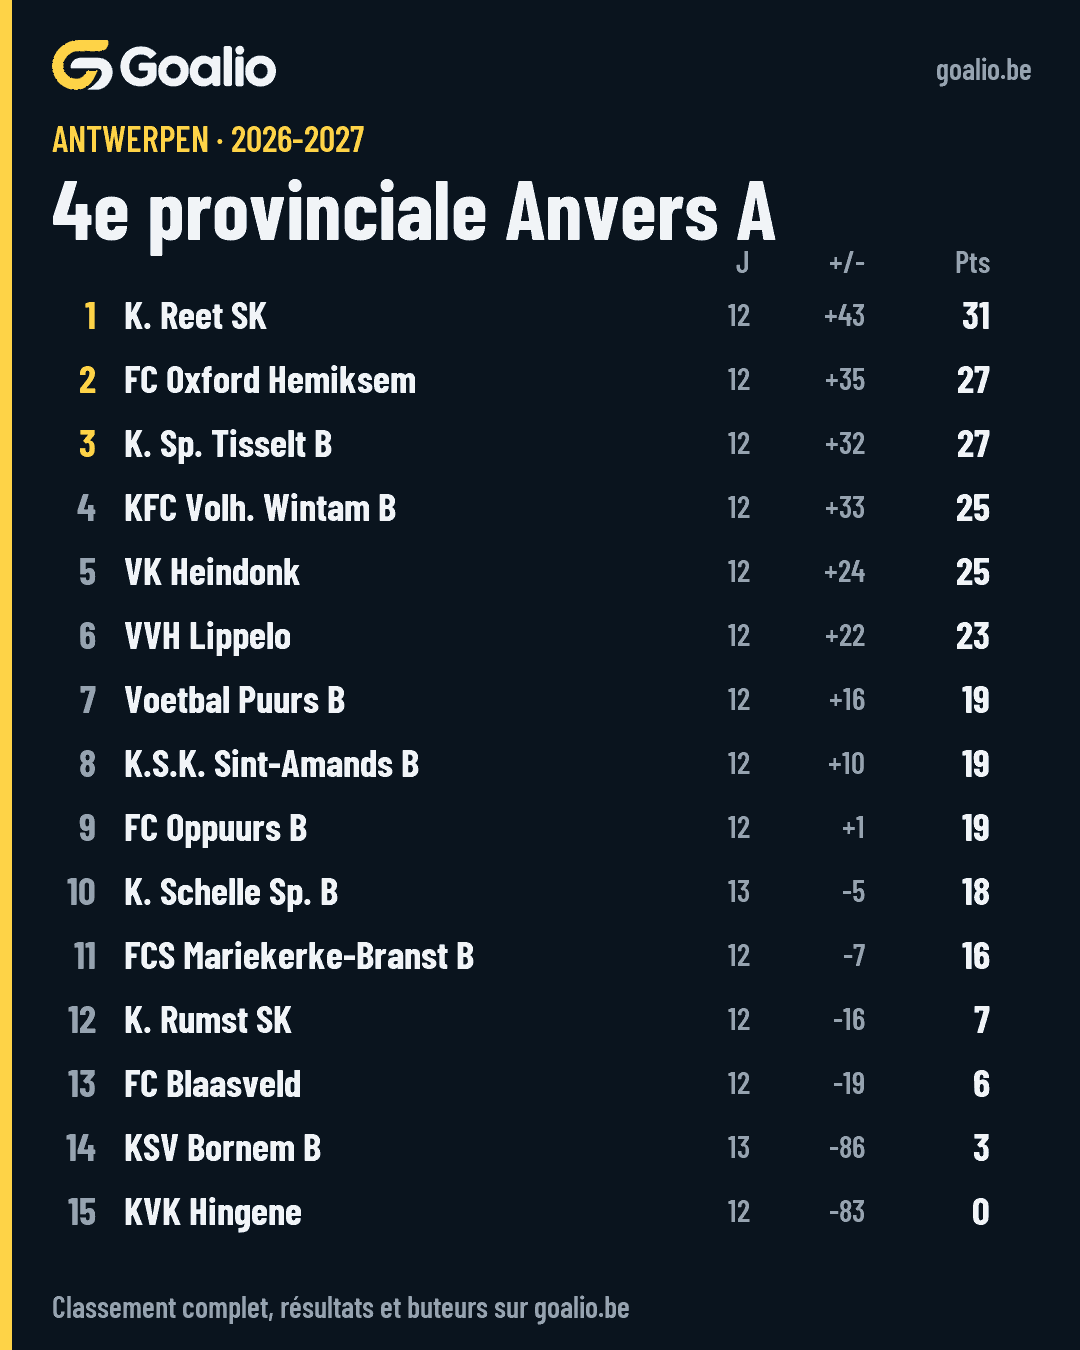 Goalio
goalio.be
ANTWERPEN · 2026-2027
4e provinciale Anvers A
J +/- Pts
1 K. Reet SK 12 +43 31
2 FC Oxford Hemiksem 12 +35 27
3 K. Sp. Tisselt B 12 +32 27
4 KFC Volh. Wintam B 12 +33 25
5 VK Heindonk 12 +24 25
6 VVH Lippelo 12 +22 23
7 Voetbal Puurs B 12 +16 19
8 K.S.K. Sint-Amands B 12 +10 19
9 FC Oppuurs B 12 +1 19
10 K. Schelle Sp. B 13 -5 18
11 FCS Mariekerke-Branst B 12 -7 16
12 K. Rumst SK 12 -16 7
13 FC Blaasveld 12 -19 6
14 KSV Bornem B 13 -86 3
15 KVK Hingene 12 -83 0
Classement complet, résultats et buteurs sur goalio.be